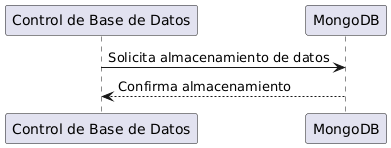 Control de Base de Datos
MongoDB
Solicita almacenamiento de datos
Confirma almacenamiento
Control de Base de Datos
MongoDB